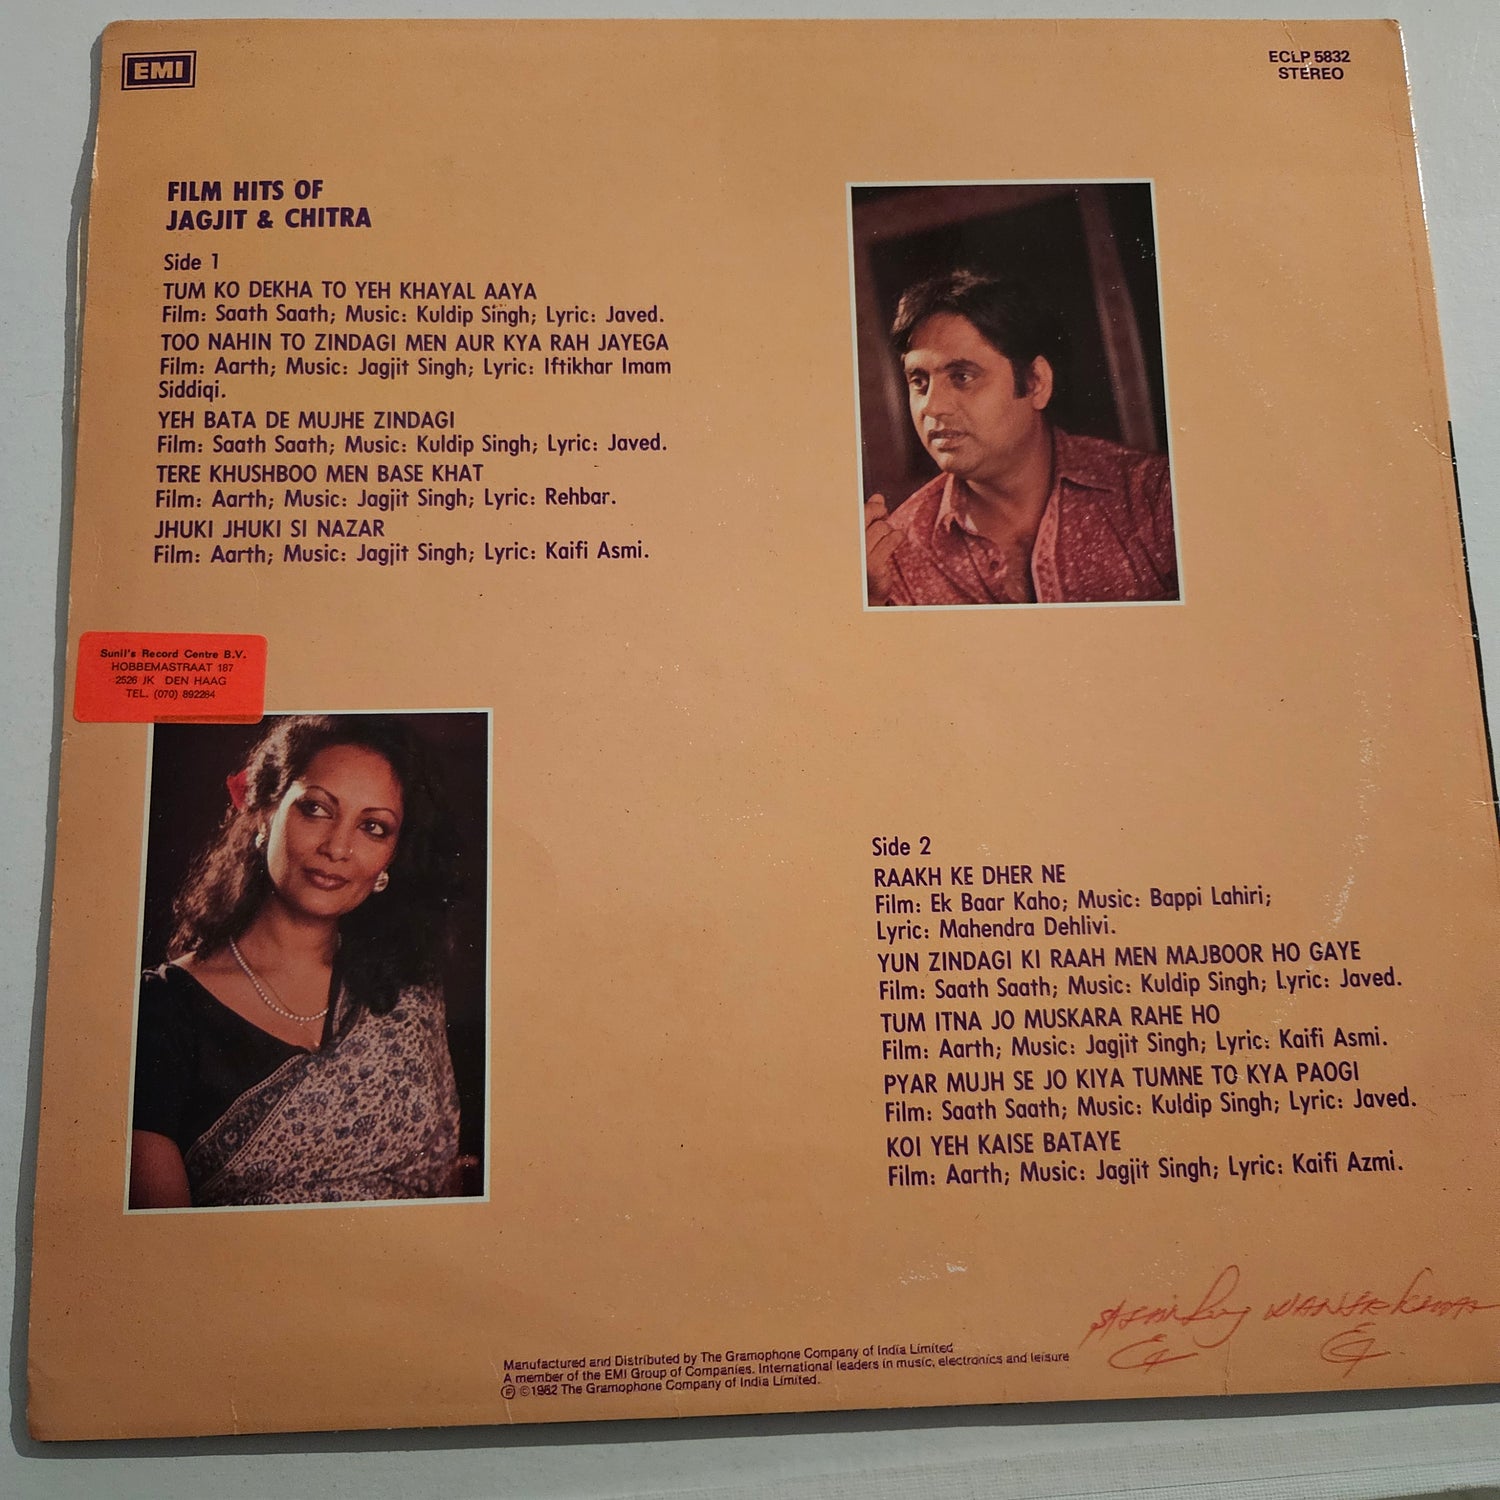 EMI
ECLP 5832
STEREO
FILM HITS OF
JAGJIT & CHITRA
Side 1
TUM KO DEKHA TO YEH KHAYAL AAYA
Film: Saath Saath; Music: Kuldip Singh; Lyric: Javed.
TOO NAHIN TO ZINDAGI MEN AUR KYA RAH JAYEGA
Film: Aarth; Music: Jagjit Singh; Lyric: Iftikhar Imam
Siddiqi.
YEH BATA DE MUJHE ZINDAGI
Film: Saath Saath; Music: Kuldip Singh; Lyric: Javed.
TERE KHUSHBOO MEN BASE KHAT
Film: Aarth; Music: Jagjit Singh; Lyric: Rehbar.
JHUKI JHUKI SI NAZAR
Film: Aarth; Music: Jagjit Singh; Lyric: Kaifi Asmi.
Sunil's Record Centre B.V.
HOBBEMASTRAAT 187
2526 JK DEN HAAG
TEL. (070) 892264
Side 2
RAAKH KE DHER NE
Film: Ek Baar Kaho; Music: Bappi Lahiri;
Lyric: Mahendra Dehlivi.
YUN ZINDAGI KI RAAH MEN MAJBOOR HO GAYE
Film: Saath Saath; Music: Kuldip Singh; Lyric: Javed.
TUM ITNA JO MUSKARA RAHE HO
Film: Aarth; Music: Jagjit Singh; Lyric: Kaifi Asmi.
PYAR MUJH SE JO KIYA TUMNE TO KYA PAOGI
Film: Saath Saath; Music: Kuldip Singh; Lyric: Javed.
KOI YEH KAISE BATAYE
Film: Aarth; Music: Jagjit Singh; Lyric: Kaifi Azmi.
Manufactured and Distributed by The Gramophone Company of India Limited
A member of the EMI Group of Companies. International leaders in music, electronics and leisure
Ⓟ © 1982 The Gramophone Company of India Limited.